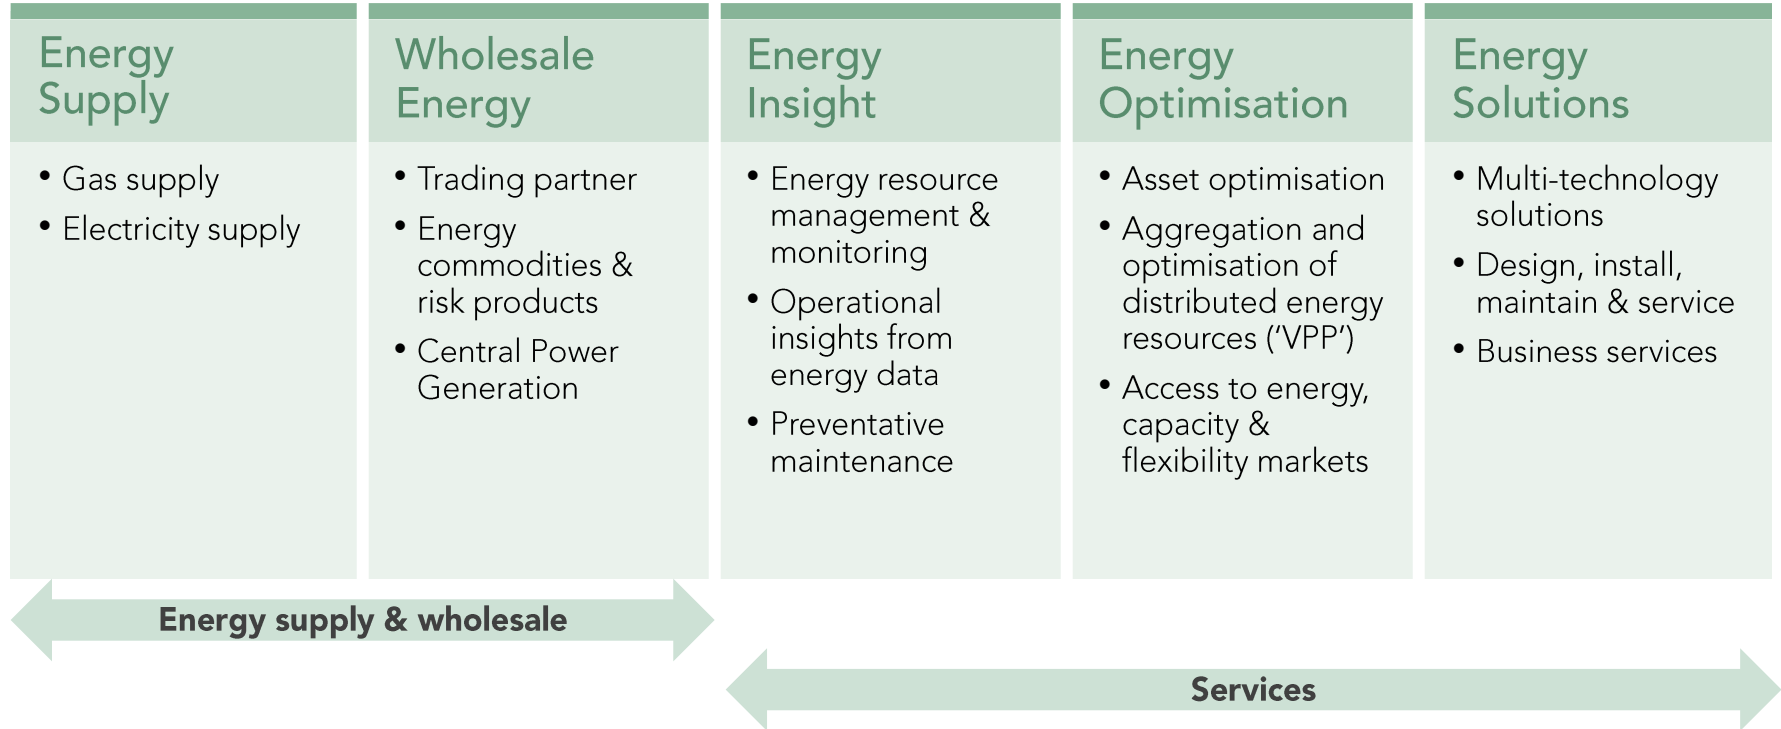 Energy
Supply
• Gas supply
• Electricity supply
Wholesale
Energy
• Trading partner
• Energy
commodities &
risk products
• Central Power
Generation
Energy
Insight
• Energy resource
management &
monitoring
• Operational
insights from
energy data
• Preventative
maintenance
Energy
Optimisation
• Asset optimisation
• Aggregation and
optimisation of
distributed energy
resources (‘VPP’)
• Access to energy,
capacity &
flexibility markets
Energy
Solutions
• Multi-technology
solutions
• Design, install,
maintain & service
• Business services
Energy supply & wholesale
Services